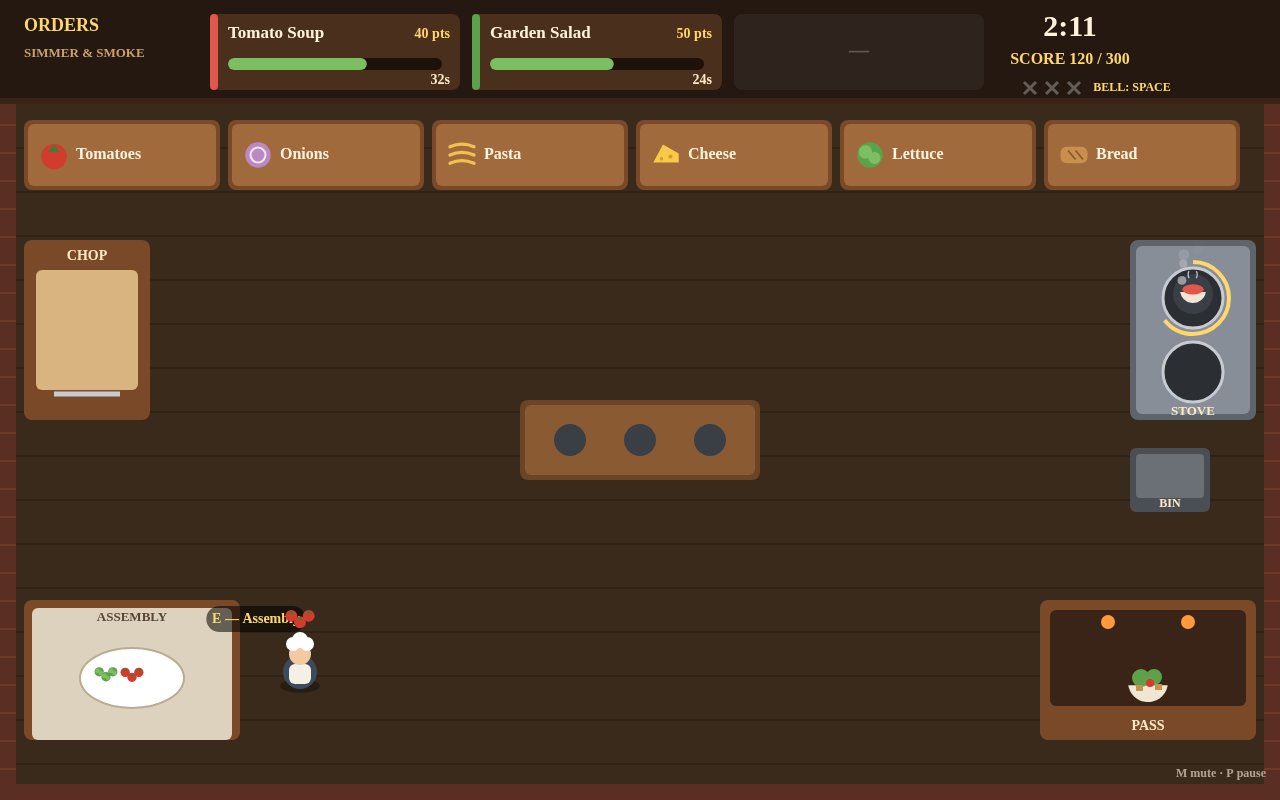 ORDERS
SIMMER & SMOKE
Tomato Soup 40 pts
32s
Garden Salad 50 pts
24s
—
2:11
SCORE 120 / 300
BELL: SPACE
Tomatoes
Onions
Pasta
Cheese
Lettuce
Bread
CHOP
STOVE
BIN
ASSEMBLY
E — Assembly
PASS
M mute · P pause